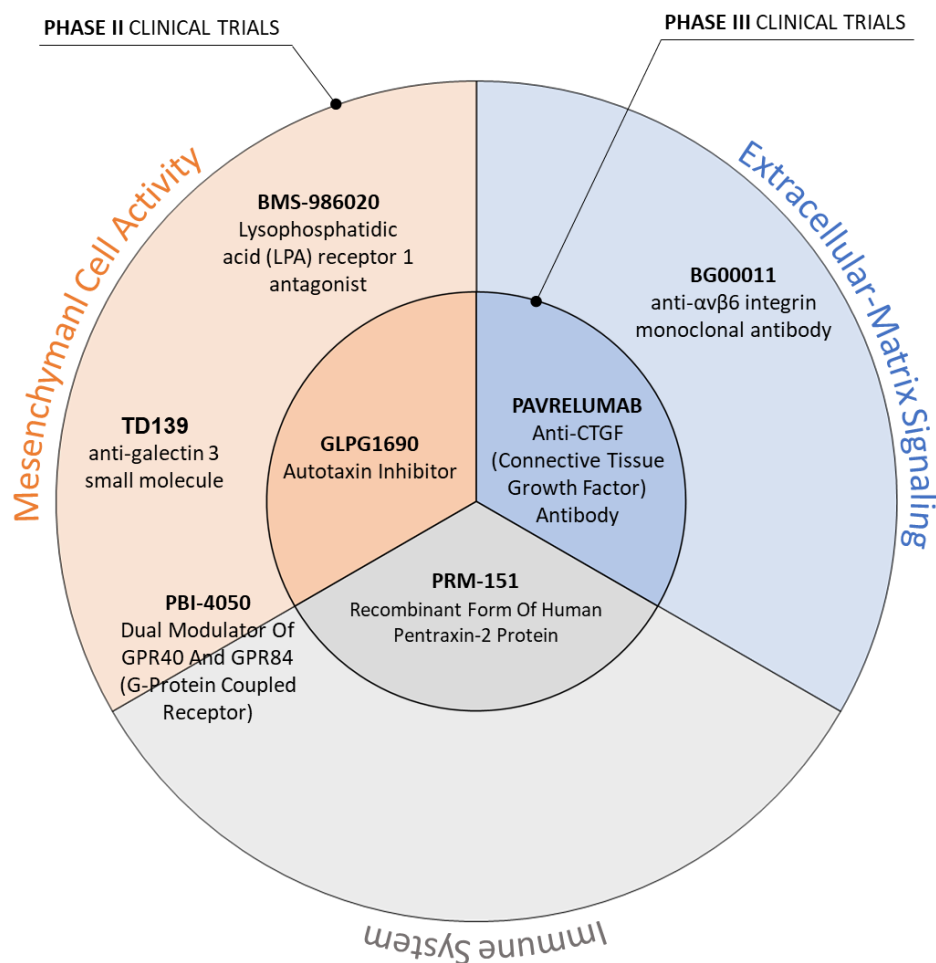 PHASE II CLINICAL TRIALS
PHASE III CLINICAL TRIALS
Mesenchymanl Cell Activity
Extracellular-Matrix Signaling
BMS-986020
Lysophosphatidic
acid (LPA) receptor 1
antagonist
BG00011
anti-αvβ6 integrin
monoclonal antibody
TD139
anti-galectin 3
small molecule
GLPG1690
Autotaxin Inhibitor
PAVRELUMAB
Anti-CTGF
(Connective Tissue
Growth Factor)
Antibody
PRM-151
Recombinant Form Of Human
Pentraxin-2 Protein
PBI-4050
Dual Modulator Of
GPR40 And GPR84
(G-Protein Coupled
Receptor)
Immune System